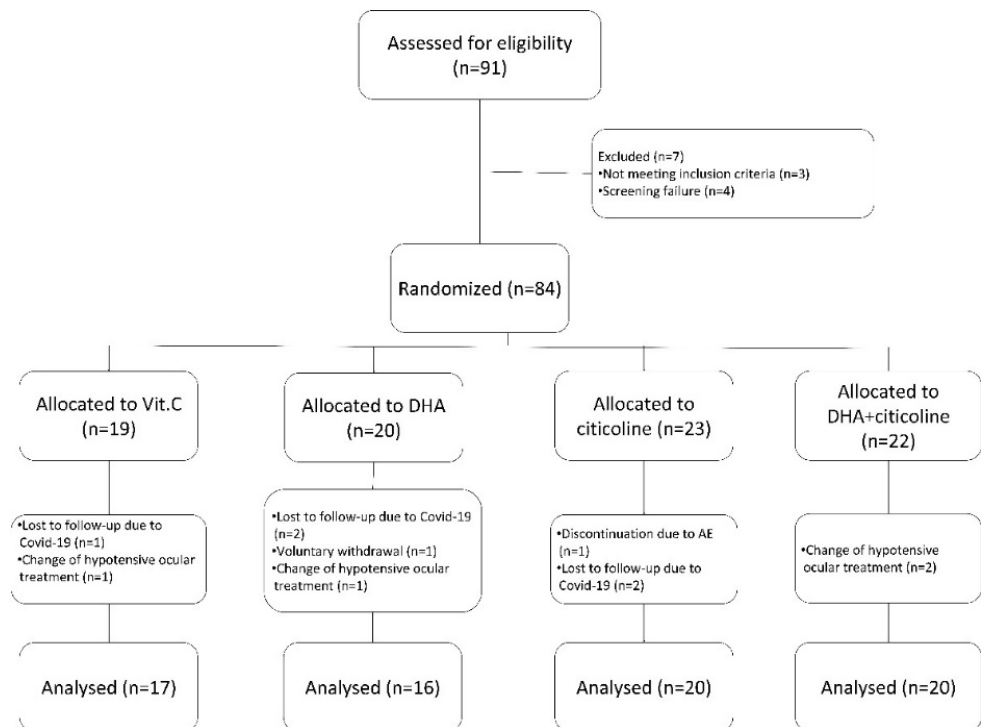 Assessed for eligibility
(n=91)
Excluded (n=7)
•Not meeting inclusion criteria (n=3)
•Screening failure (n=4)
Randomized (n=84)
Allocated to Vit.C
(n=19)
Allocated to DHA
(n=20)
Allocated to
citicoline (n=23)
Allocated to
DHA+citicoline
(n=22)
•Lost to follow-up due to
Covid-19 (n=1)
•Change of hypotensive ocular
treatment (n=1)
•Lost to follow-up due to Covid-19
(n=2)
•Voluntary withdrawal (n=1)
•Change of hypotensive ocular
treatment (n=1)
•Discontinuation due to AE
(n=1)
•Lost to follow-up due to
Covid-19 (n=2)
•Change of hypotensive
ocular treatment (n=2)
Analysed (n=17)
Analysed (n=16)
Analysed (n=20)
Analysed (n=20)